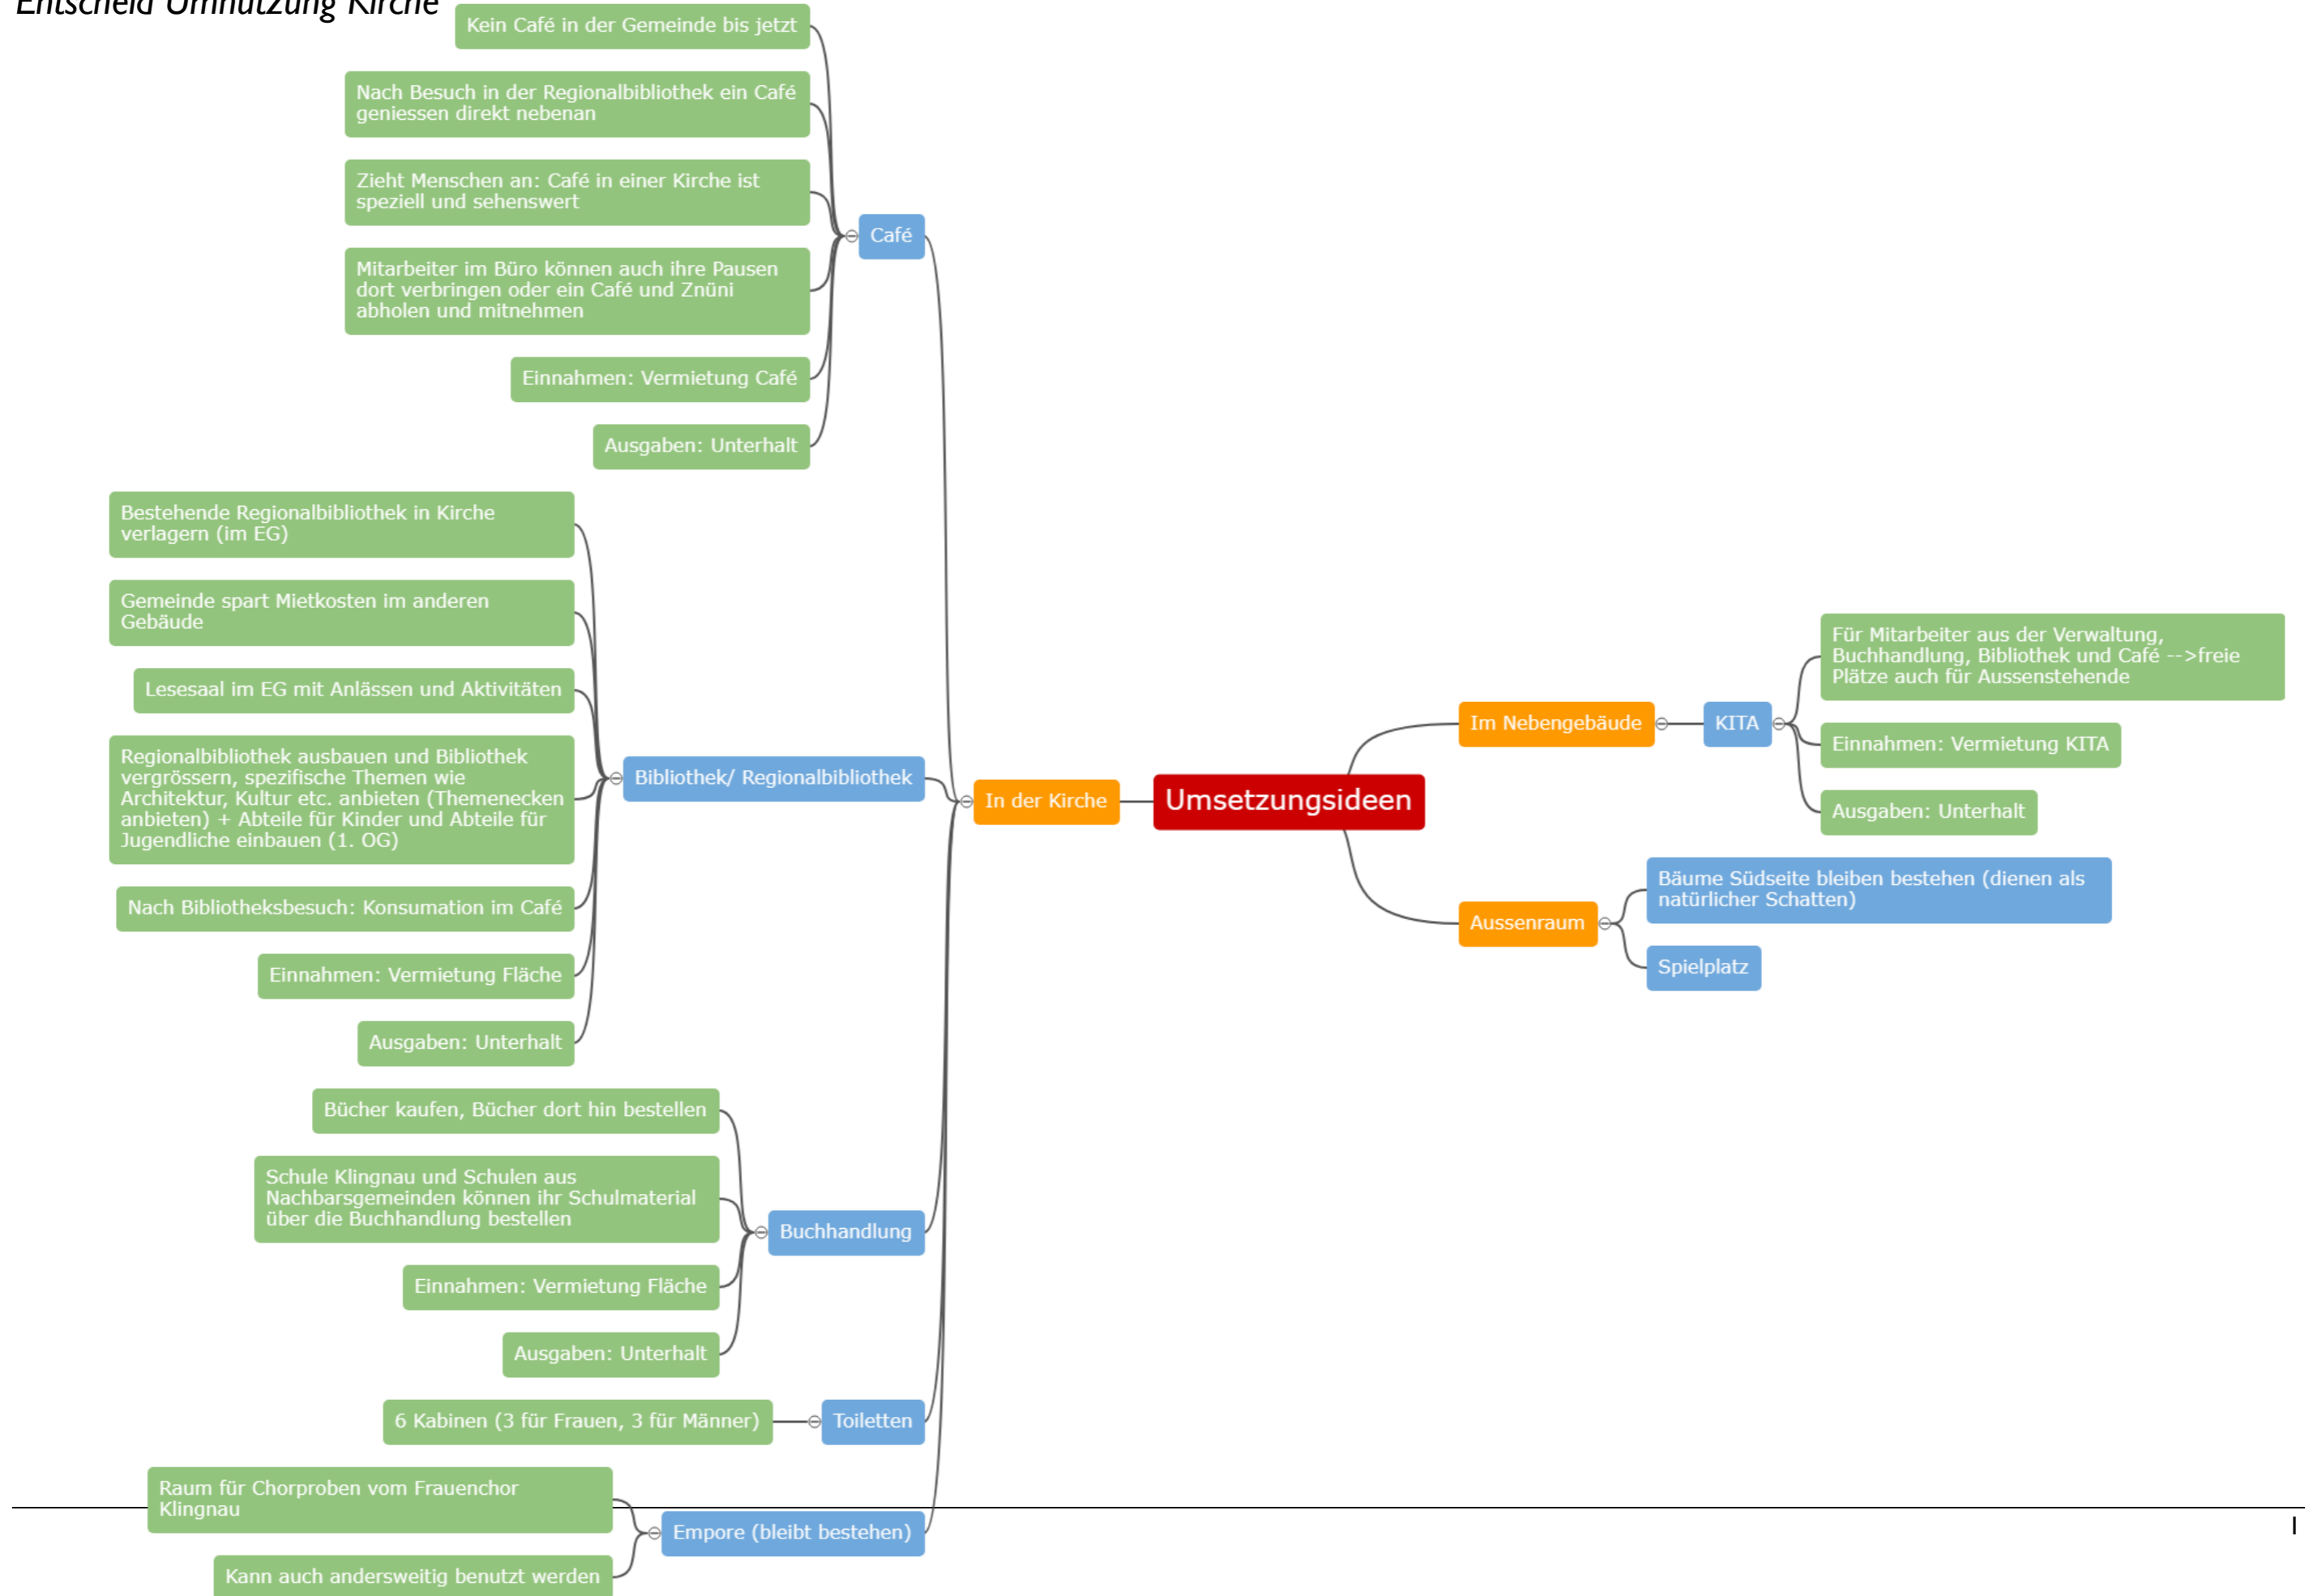 Entscheid Umnutzung Kirche
Kein Café in der Gemeinde bis jetzt
Nach Besuch in der Regionalbibliothek ein Café
geniessen direkt nebenan
Zieht Menschen an: Café in einer Kirche ist
speziell und sehenswert
Mitarbeiter im Büro können auch ihre Pausen
dort verbringen oder ein Café und Znüni
abholen und mitnehmen
Einnahmen: Vermietung Café
Ausgaben: Unterhalt
Café
Bestehende Regionalbibliothek in Kirche
verlagern (im EG)
Gemeinde spart Mietkosten im anderen
Gebäude
Lesesaal im EG mit Anlässen und Aktivitäten
Regionalbibliothek ausbauen und Bibliothek
vergrössern, spezifische Themen wie
Architektur, Kultur etc. anbieten (Themenecken
anbieten) + Abteile für Kinder und Abteile für
Jugendliche einbauen (1. OG)
Nach Bibliotheksbesuch: Konsumation im Café
Einnahmen: Vermietung Fläche
Ausgaben: Unterhalt
Bibliothek/ Regionalbibliothek
Bücher kaufen, Bücher dort hin bestellen
Schule Klingnau und Schulen aus
Nachbarsgemeinden können ihr Schulmaterial
über die Buchhandlung bestellen
Einnahmen: Vermietung Fläche
Ausgaben: Unterhalt
Buchhandlung
6 Kabinen (3 für Frauen, 3 für Männer)
Toiletten
Raum für Chorproben vom Frauenchor
Klingnau
Kann auch andersweitig benutzt werden
Empore (bleibt bestehen)
In der Kirche
Umsetzungsideen
Im Nebengebäude
KITA
Für Mitarbeiter aus der Verwaltung,
Buchhandlung, Bibliothek und Café -->freie
Plätze auch für Aussenstehende
Einnahmen: Vermietung KITA
Ausgaben: Unterhalt
Aussenraum
Bäume Südseite bleiben bestehen (dienen als
natürlicher Schatten)
Spielplatz
1